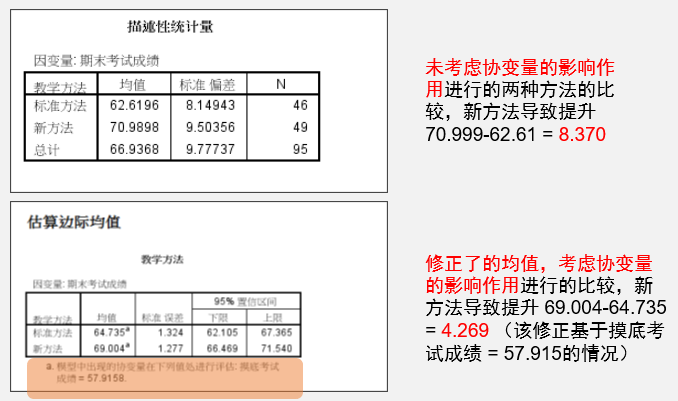 描述性统计量
因变量: 期末考试成绩
教学方法 均值 标准 偏差 N
标准方法 62.6196 8.14943 46
新方法 70.9898 9.50356 49
总计 66.9368 9.77737 95
未考虑协变量的影响作
用进行的两种方法的比
较，新方法导致提升
70.999-62.61 = 8.370
估算边际均值
教学方法
因变量: 期末考试成绩
95% 置信区间
教学方法 均值 标准 误差 下限 上限
标准方法 64.735a 1.324 62.105 67.365
新方法 69.004a 1.277 66.469 71.540
a. 模型中出现的协变量在下列值处进行评估: 摸底考试
成绩 = 57.9158.
修正了的均值，考虑协变量
的影响作用进行的比较，新
方法导致提升 69.004-64.735
= 4.269 （该修正基于摸底考
试成绩 = 57.915的情况）